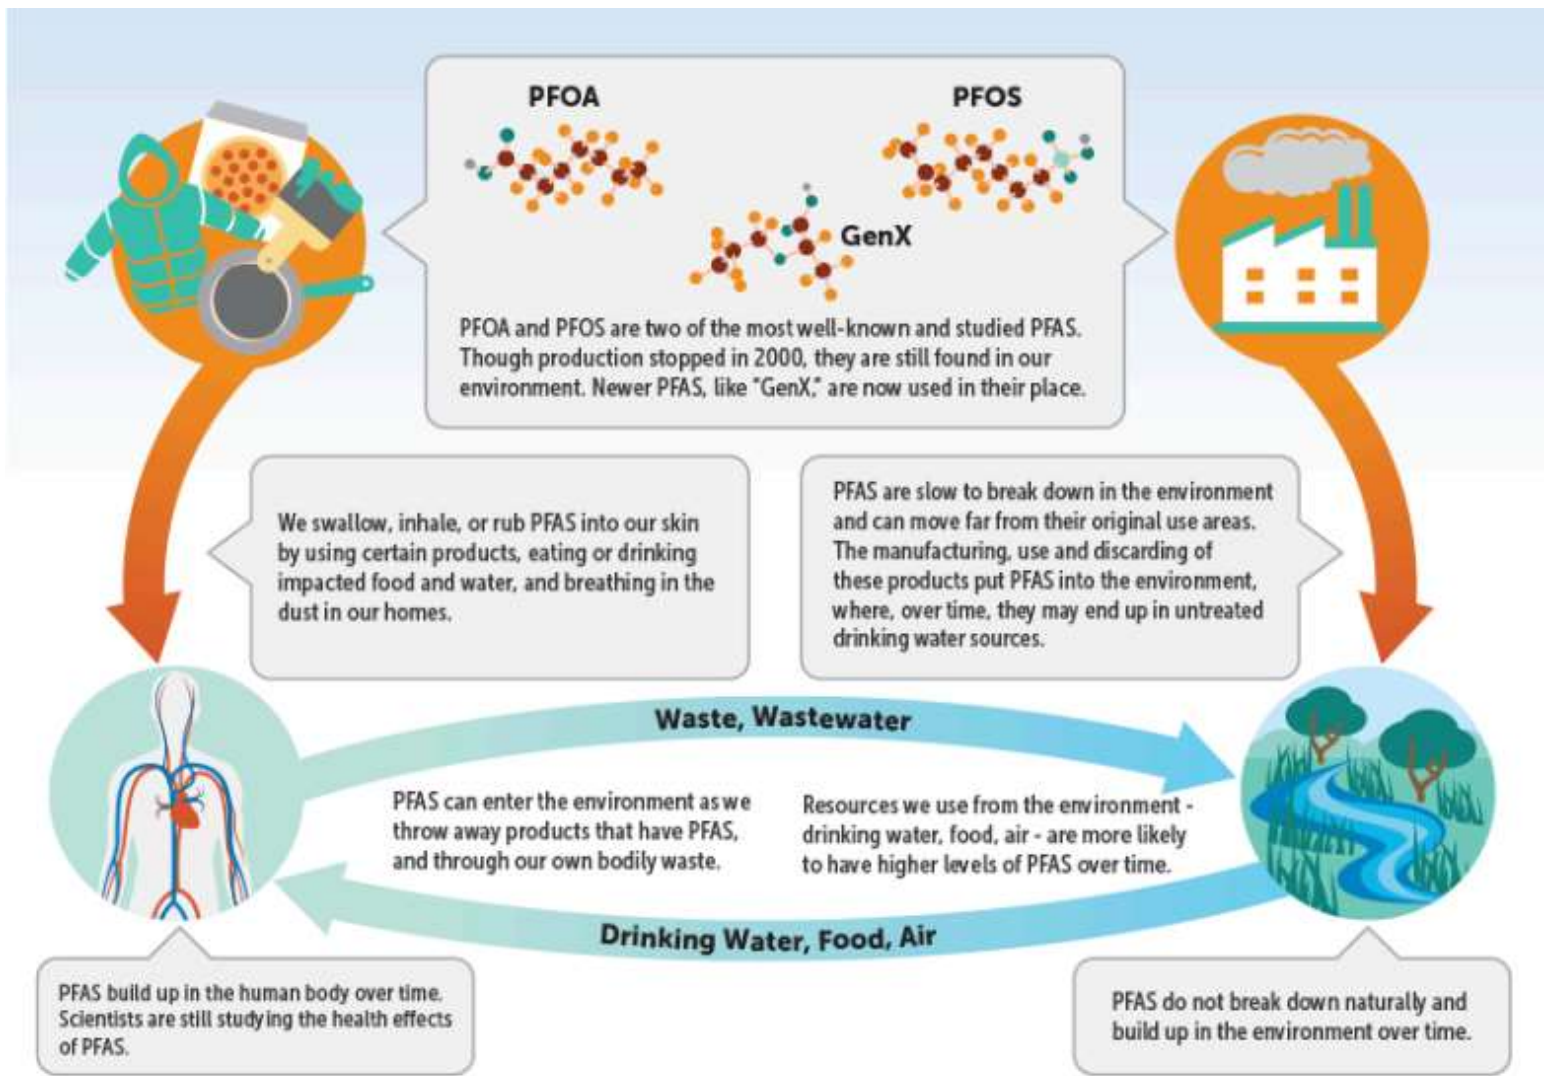 PFOA
PFOS
GenX
PFOA and PFOS are two of the most well-known and studied PFAS.
Though production stopped in 2000, they are still found in our
environment. Newer PFAS, like "GenX," are now used in their place.
We swallow, inhale, or rub PFAS into our skin
by using certain products, eating or drinking
impacted food and water, and breathing in the
dust in our homes.
PFAS are slow to break down in the environment
and can move far from their original use areas.
The manufacturing, use and discarding of
these products put PFAS into the environment,
where, over time, they may end up in untreated
drinking water sources.
Waste, Wastewater
PFAS can enter the environment as we
throw away products that have PFAS,
and through our own bodily waste.
Resources we use from the environment -
drinking water, food, air - are more likely
to have higher levels of PFAS over time.
Drinking Water, Food, Air
PFAS build up in the human body over time.
Scientists are still studying the health effects
of PFAS.
PFAS do not break down naturally and
build up in the environment over time.